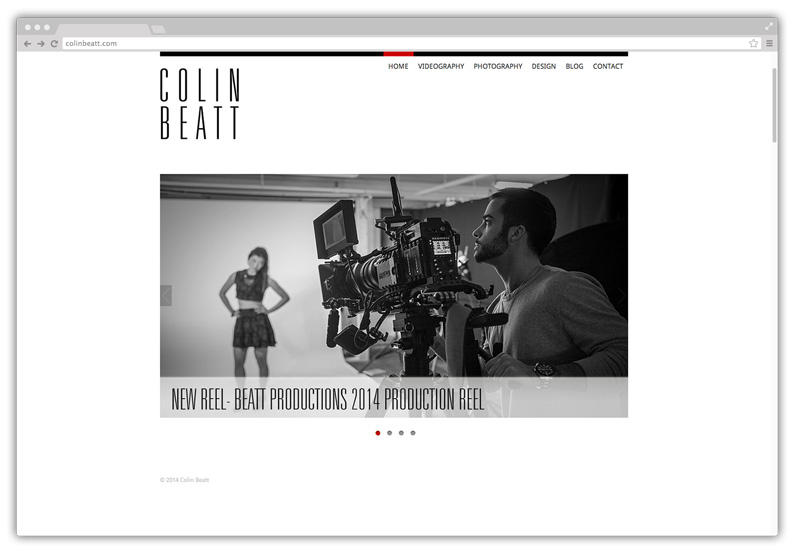 colinbeatt.com
HOME VIDEOGRAPHY PHOTOGRAPHY DESIGN BLOG CONTACT
COLIN
BEATT
NEW REEL- BEATT PRODUCTIONS 2014 PRODUCTION REEL
© 2014 Colin Beatt